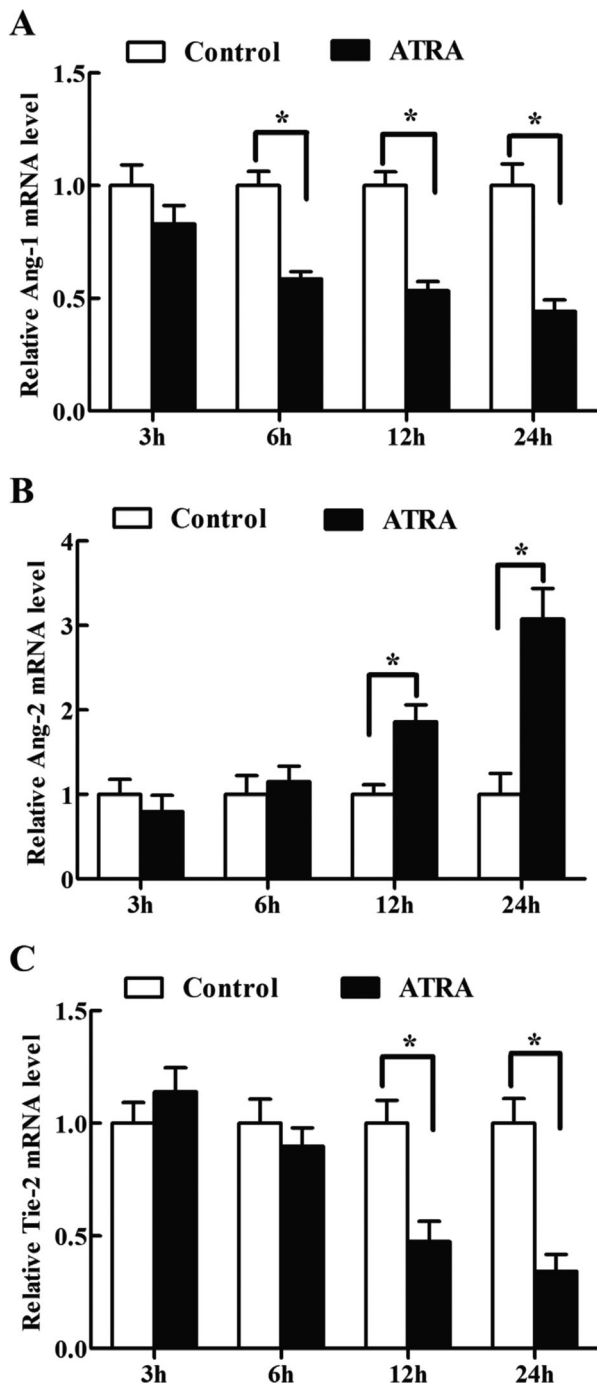 A
Control ATRA
Relative Ang-1 mRNA level
1.5
1.0
0.5
0.0
* * *
3h 6h 12h 24h
B
Control ATRA
Relative Ang-2 mRNA level
4
3
2
1
0
* *
3h 6h 12h 24h
C
Control ATRA
Relative Tie-2 mRNA level
1.5
1.0
0.5
0.0
* *
3h 6h 12h 24h